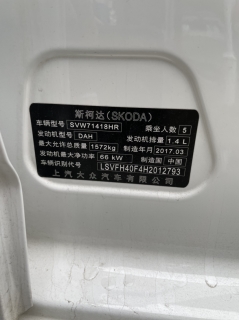 斯柯达(SKODA)
车辆型号 SVW71418HR 乘坐人数 5
发动机型号 DAH 发动机排量 1.4 L
最大允许总质量 1572kg 制造年月 2017.03
发动机最大净功率 66 kW 制造国 中国
车辆识别代号 LSVFH40F4H2012793
上汽大众汽车有限公司